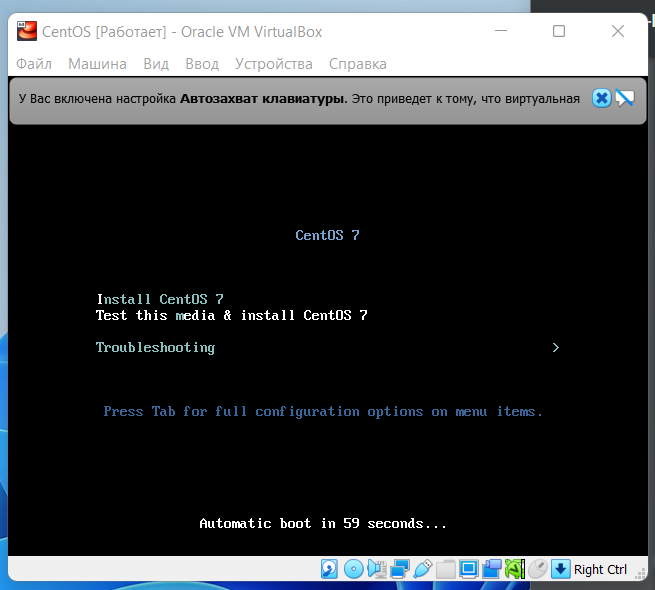 CentOS [Работает] - Oracle VM VirtualBox
Файл Машина Вид Ввод Устройства Справка
У Вас включена настройка Автозахват клавиатуры. Это приведет к тому, что виртуальная
CentOS 7
Install CentOS 7
Test this media & install CentOS 7
Troubleshooting >
Press Tab for full configuration options on menu items.
Automatic boot in 59 seconds...
Right Ctrl